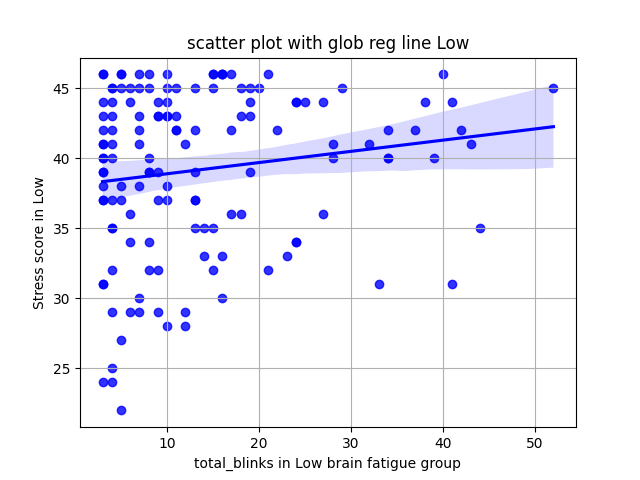 scatter plot with glob reg line Low
Stress score in Low
45
40
35
30
25
10 20 30 40 50
total_blinks in Low brain fatigue group